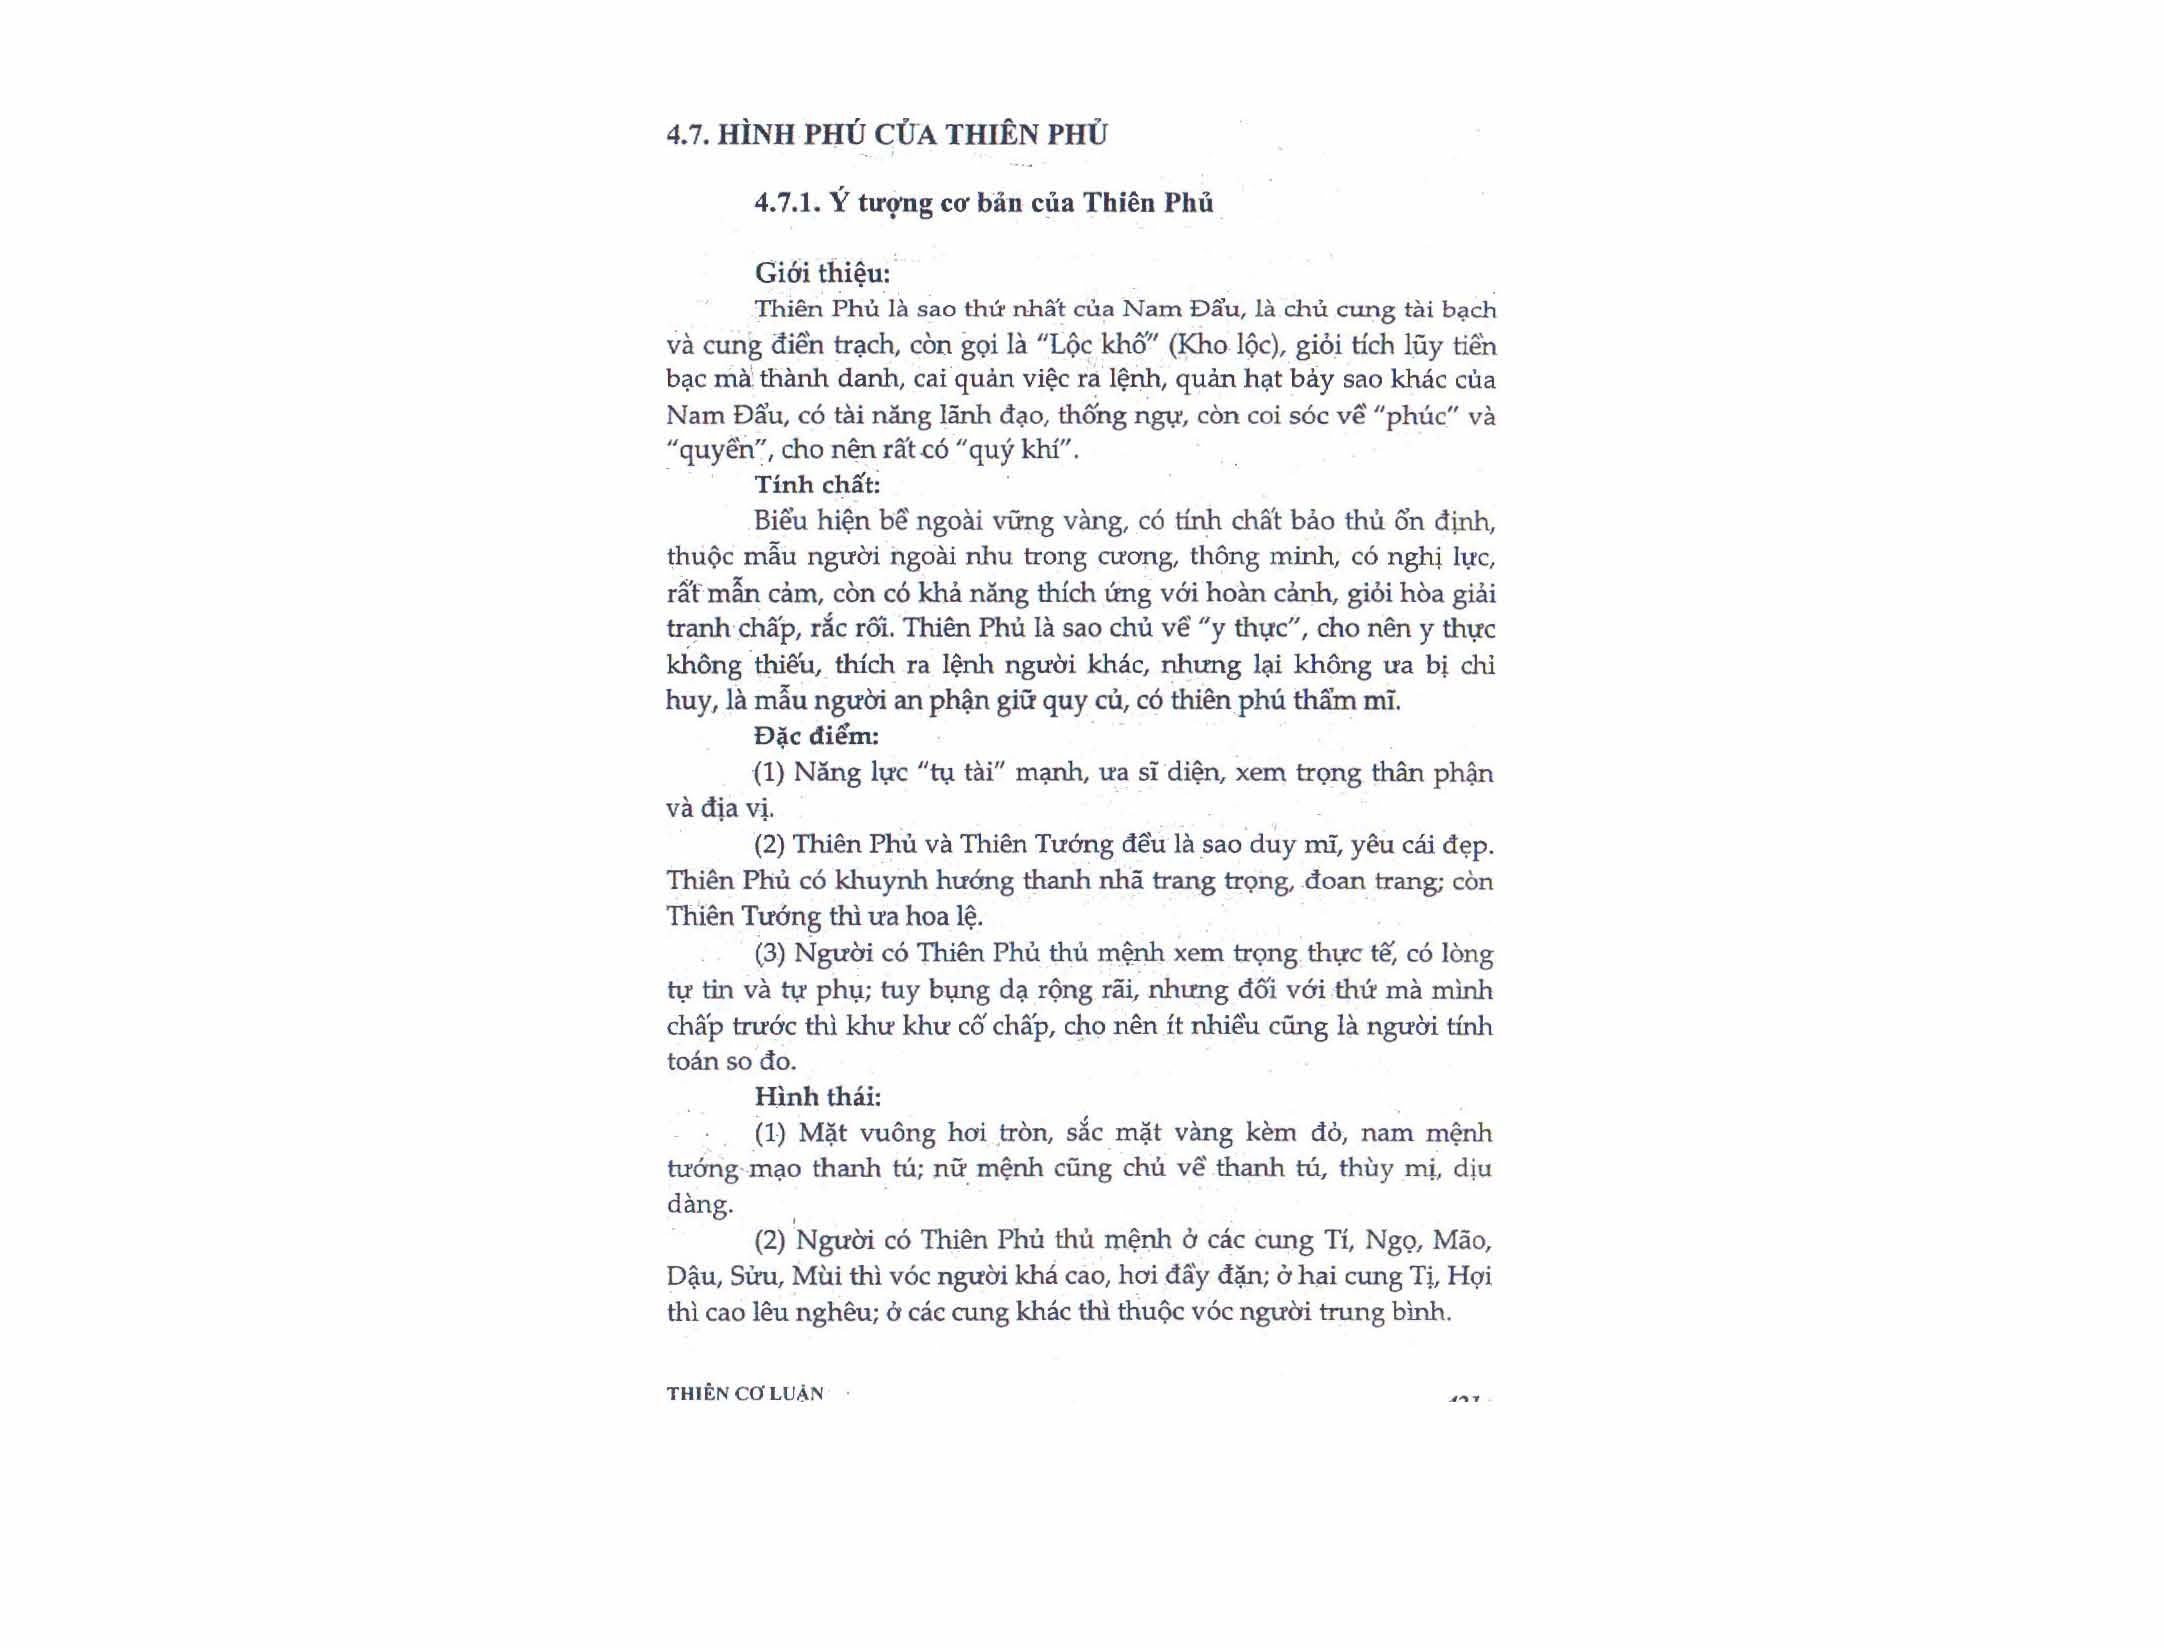 4.7. HÌNH PHÚ CỦA THIÊN PHỦ
4.7.1. Ý tượng cơ bản của Thiên Phủ
Giới thiệu:
Thiên Phủ là sao thứ nhất của Nam Đẩu, là chủ cung tài bạch
và cung điền trạch, còn gọi là "Lộc khố" (Kho lộc), giỏi tích lũy tiền
bạc mà thành danh, cai quản việc ra lệnh, quản hạt bảy sao khác của
Nam Đẩu, có tài năng lãnh đạo, thống ngự, còn coi sóc về "phúc" và
"quyền", cho nên rất có "quý khí".
Tính chất:
Biểu hiện bề ngoài vững vàng, có tính chất bảo thủ ổn định,
thuộc mẫu người ngoài nhu trong cương, thông minh, có nghị lực,
rất mẫn cảm, còn có khả năng thích ứng với hoàn cảnh, giỏi hòa giải
tranh chấp, rắc rối. Thiên Phủ là sao chủ về "y thực", cho nên y thực
không thiếu, thích ra lệnh người khác, nhưng lại không ưa bị chỉ
huy, là mẫu người an phận giữ quy củ, có thiên phú thẩm mĩ.
Đặc điểm:
(1) Năng lực "tụ tài" mạnh, ưa sĩ diện, xem trọng thân phận
và địa vị.
(2) Thiên Phủ và Thiên Tướng đều là sao duy mĩ, yêu cái đẹp.
Thiên Phủ có khuynh hướng thanh nhã trang trọng, đoan trang; còn
Thiên Tướng thì ưa hoa lệ.
(3) Người có Thiên Phủ thủ mệnh xem trọng thực tế, có lòng
tự tin và tự phụ; tuy bụng dạ rộng rãi, nhưng đối với thứ mà mình
chấp trước thì khư khư cố chấp, cho nên ít nhiều cũng là người tính
toán so đo.
Hình thái:
(1) Mặt vuông hơi tròn, sắc mặt vàng kèm đỏ, nam mệnh
tướng mạo thanh tú; nữ mệnh cũng chủ về thanh tú, thùy mị, dịu
dàng.
(2) Người có Thiên Phủ thủ mệnh ở các cung Tí, Ngọ, Mão,
Dậu, Sửu, Mùi thì vóc người khá cao, hơi đầy đặn; ở hai cung Tị, Hợi
thì cao lêu nghêu; ở các cung khác thì thuộc vóc người trung bình.
THIÊN CƠ LUẬN